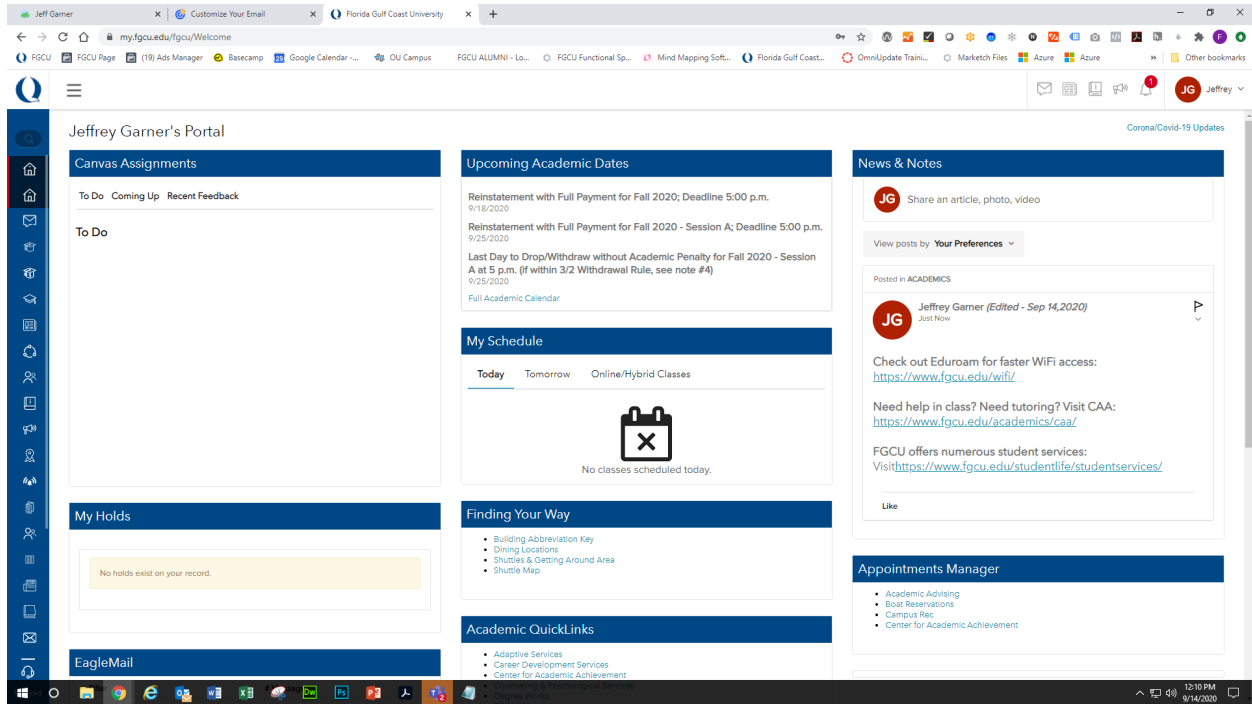 Jeff Garner
Customize Your Email
Florida Gulf Coast University
my.fgcu.edu/fgcu/Welcome
FGCU
FGCU Page
(19) Ads Manager
Basecamp
Google Calendar -...
OU Campus
FGCU ALUMNI - Lo...
FGCU Functional Sp...
Mind Mapping Soft...
Florida Gulf Coast...
OmniUpdate Traini...
Marketch Files
Azure
Azure
»
Other bookmarks
1
JG
Jeffrey
Jeffrey Garner's Portal
Corona/Covid-19 Updates
Canvas Assignments
To Do Coming Up Recent Feedback
To Do
My Holds
No holds exist on your record.
EagleMail
Upcoming Academic Dates
Reinstatement with Full Payment for Fall 2020; Deadline 5:00 p.m.
9/18/2020
Reinstatement with Full Payment for Fall 2020 - Session A; Deadline 5:00 p.m.
9/25/2020
Last Day to Drop/Withdraw without Academic Penalty for Fall 2020 - Session
A at 5 p.m. (if within 3/2 Withdrawal Rule, see note #4)
9/25/2020
Full Academic Calendar
My Schedule
Today Tomorrow Online/Hybrid Classes
No classes scheduled today.
Finding Your Way
Building Abbreviation Key
Dining Locations
Shuttles & Getting Around Area
Shuttle Map
Academic QuickLinks
Adaptive Services
Career Development Services
Center for Academic Achievement
Counseling & Psychological Services
Degree Works
News & Notes
JG
Share an article, photo, video
View posts by Your Preferences
Posted in ACADEMICS
JG
Jeffrey Garner (Edited - Sep 14,2020)
Just Now
Check out Eduroam for faster WiFi access:
https://www.fgcu.edu/wifi/
Need help in class? Need tutoring? Visit CAA:
https://www.fgcu.edu/academics/caa/
FGCU offers numerous student services:
Visithttps://www.fgcu.edu/studentlife/studentservices/
Like
Appointments Manager
Academic Advising
Boat Reservations
Campus Rec
Center for Academic Achievement
12:10 PM
9/14/2020